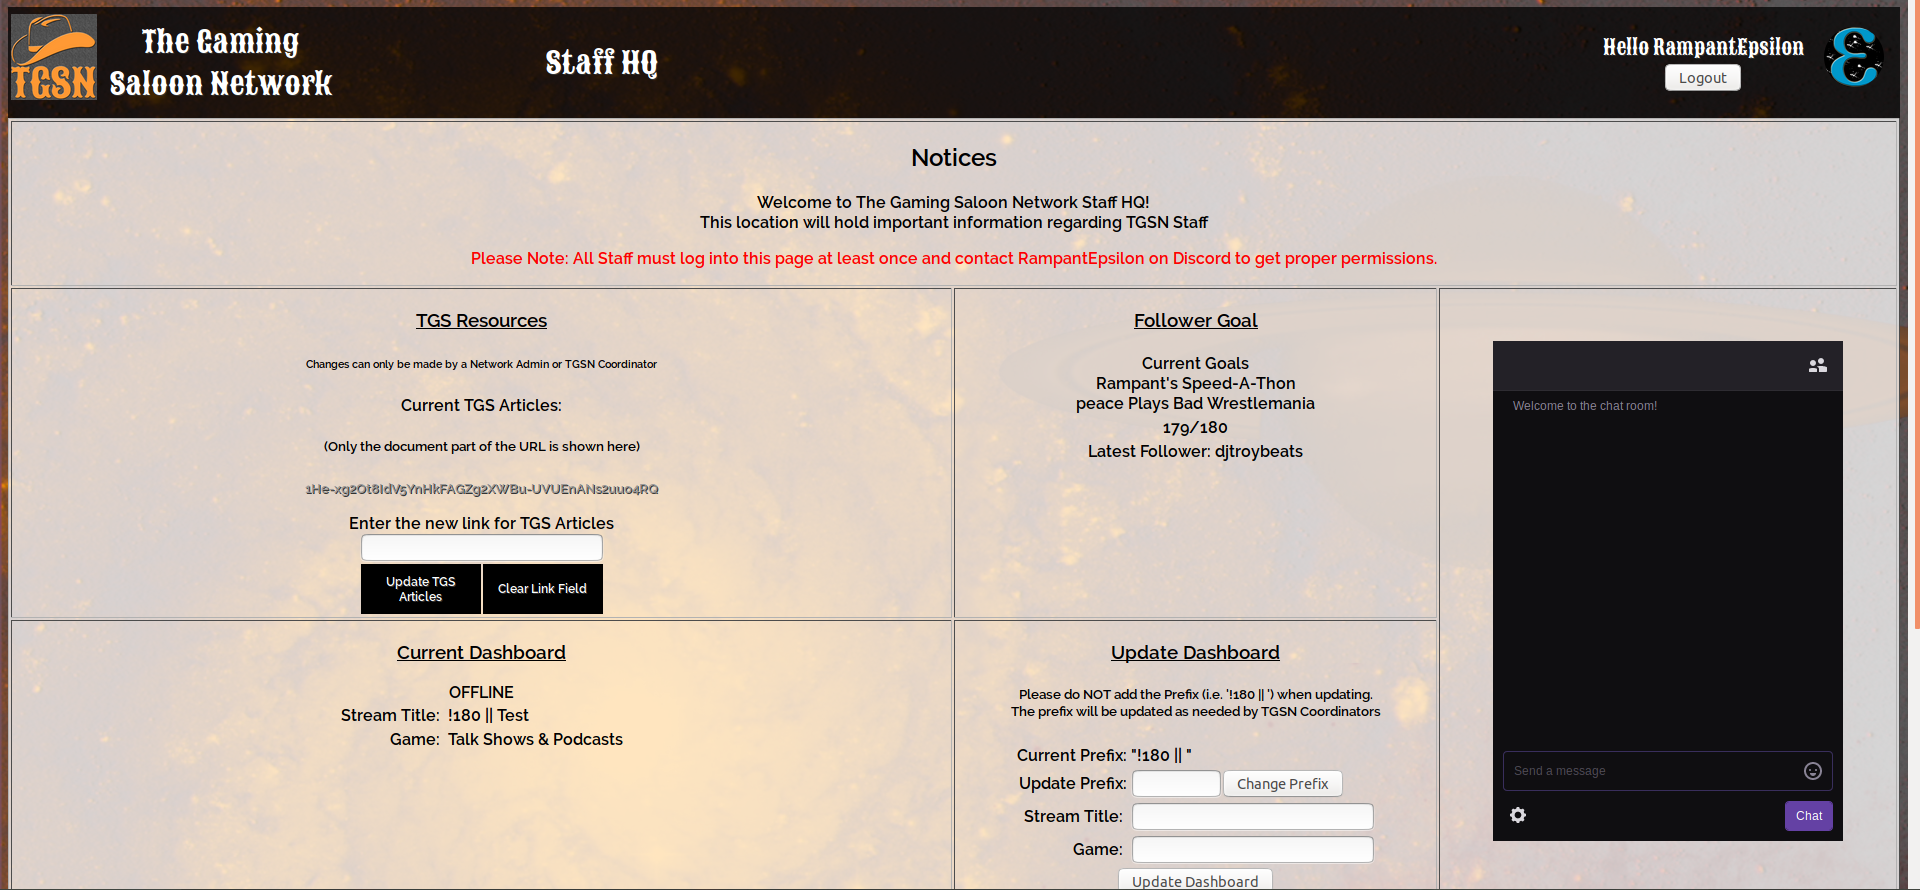 TGSN
The Gaming
Saloon Network
Staff HQ
Hello RampantEpsilon
Logout
Notices
Welcome to The Gaming Saloon Network Staff HQ!
This location will hold important information regarding TGSN Staff
Please Note: All Staff must log into this page at least once and contact RampantEpsilon on Discord to get proper permissions.
TGS Resources
Changes can only be made by a Network Admin or TGSN Coordinator
Current TGS Articles:
(Only the document part of the URL is shown here)
1He-xg2Ot8IdV5YnHkFAGZg2XWBu-UVUEnANs2uuo4RQ
Enter the new link for TGS Articles
Update TGS
Articles
Clear Link Field
Follower Goal
Current Goals
Rampant's Speed-A-Thon
peace Plays Bad Wrestlemania
179/180
Latest Follower: djtroybeats
Welcome to the chat room!
Send a message
Chat
Current Dashboard
OFFLINE
Stream Title: !180 || Test
Game: Talk Shows & Podcasts
Update Dashboard
Please do NOT add the Prefix (i.e. '!180 || ') when updating.
The prefix will be updated as needed by TGSN Coordinators
Current Prefix: "!180 || "
Update Prefix:
Change Prefix
Stream Title:
Game:
Update Dashboard